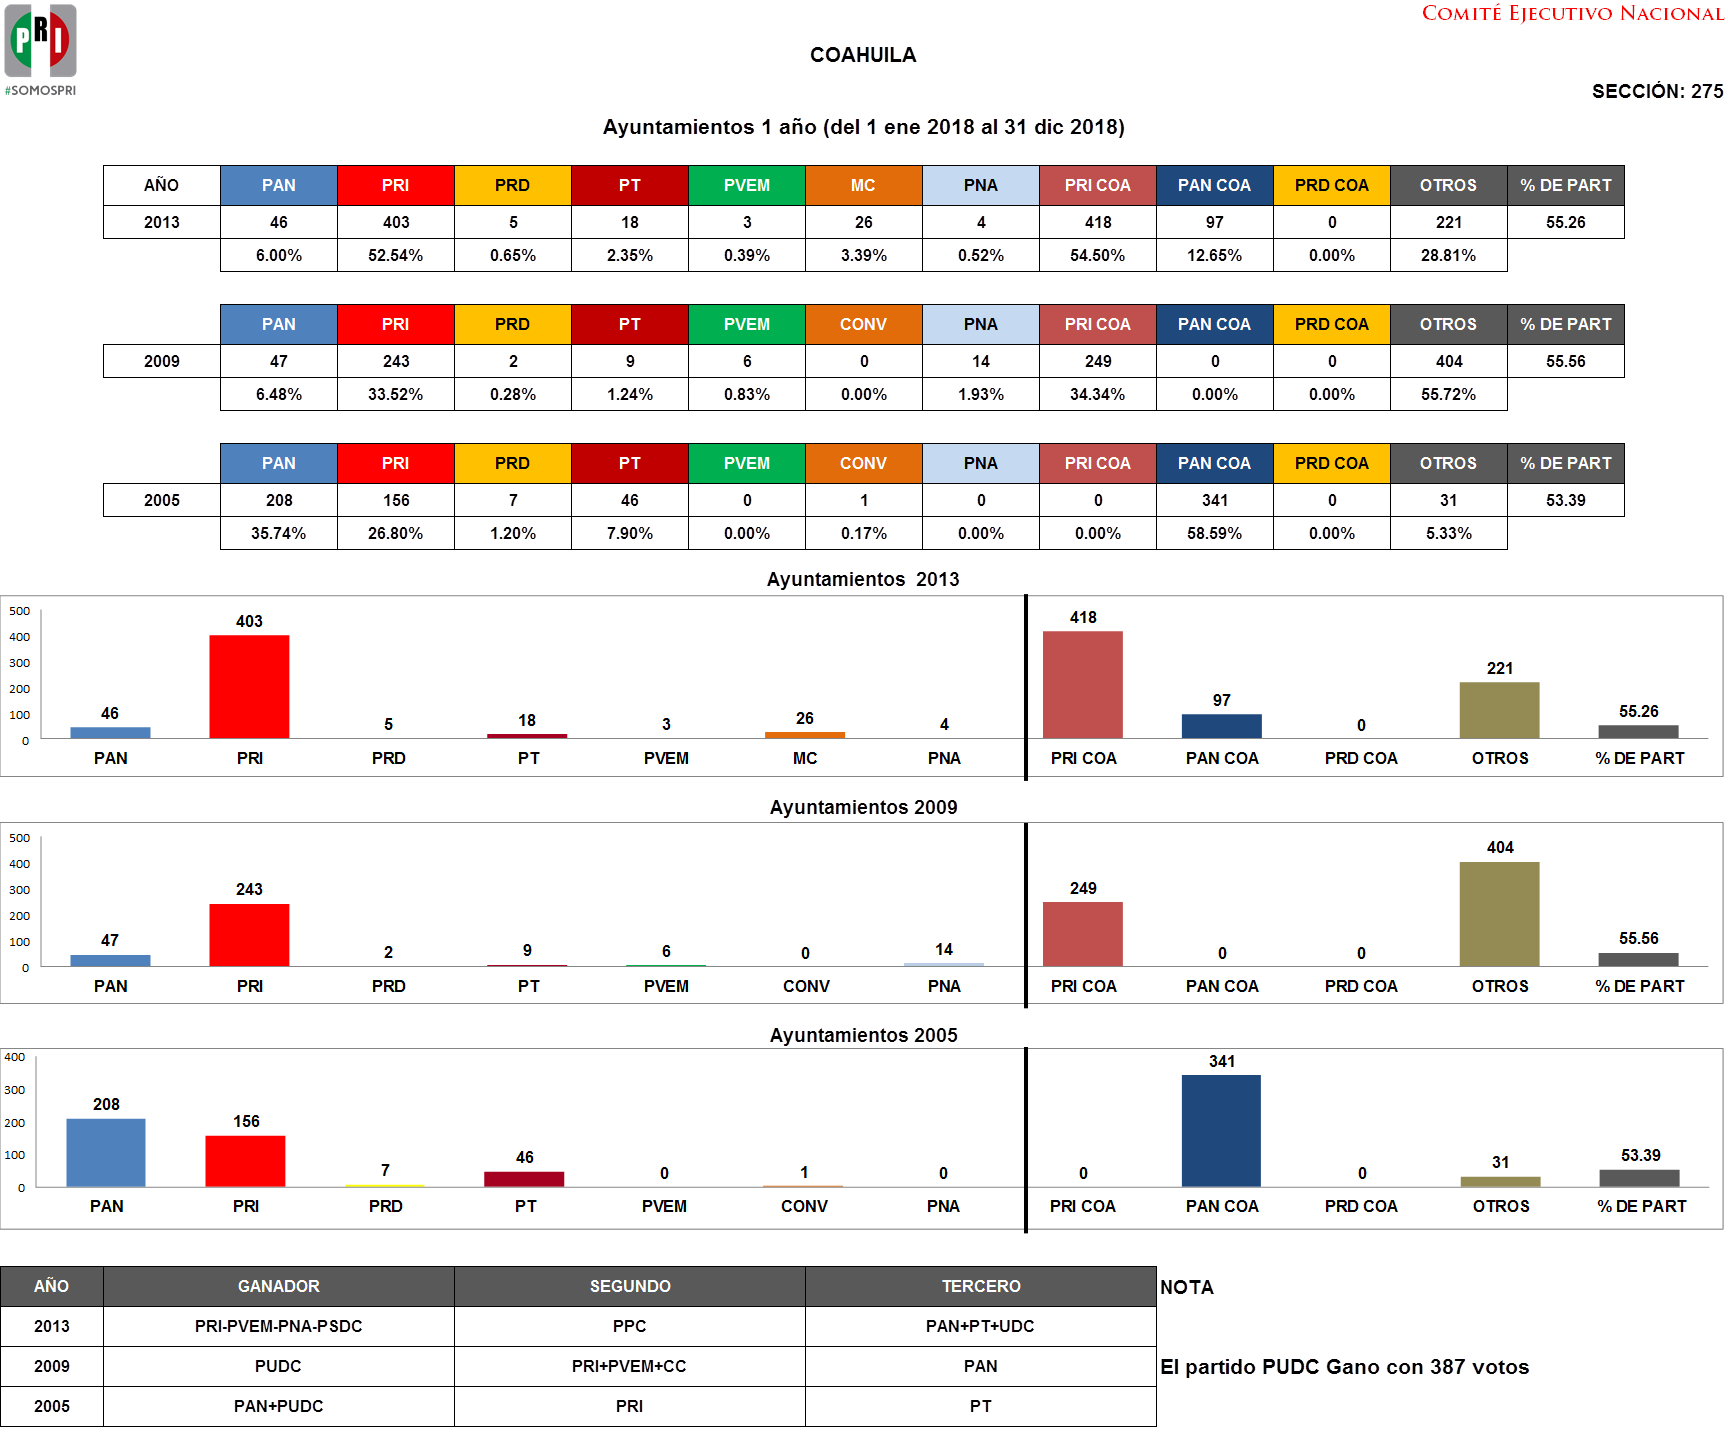 COMITÉ EJECUTIVO NACIONAL
PRI
#SOMOSPRI
COAHUILA
SECCIÓN: 275
Ayuntamientos 1 año (del 1 ene 2018 al 31 dic 2018)
AÑO PAN PRI PRD PT PVEM MC PNA PRI COA PAN COA PRD COA OTROS % DE PART
2013 46 403 5 18 3 26 4 418 97 0 221 55.26
6.00% 52.54% 0.65% 2.35% 0.39% 3.39% 0.52% 54.50% 12.65% 0.00% 28.81%
PAN PRI PRD PT PVEM CONV PNA PRI COA PAN COA PRD COA OTROS % DE PART
2009 47 243 2 9 6 0 14 249 0 0 404 55.56
6.48% 33.52% 0.28% 1.24% 0.83% 0.00% 1.93% 34.34% 0.00% 0.00% 55.72%
PAN PRI PRD PT PVEM CONV PNA PRI COA PAN COA PRD COA OTROS % DE PART
2005 208 156 7 46 0 1 0 0 341 0 31 53.39
35.74% 26.80% 1.20% 7.90% 0.00% 0.17% 0.00% 0.00% 58.59% 0.00% 5.33%
Ayuntamientos 2013
500
400
300
200
100
0
46 403 5 18 3 26 4 418 97 0 221 55.26
PAN PRI PRD PT PVEM MC PNA PRI COA PAN COA PRD COA OTROS % DE PART
Ayuntamientos 2009
500
400
300
200
100
0
47 243 2 9 6 0 14 249 0 0 404 55.56
PAN PRI PRD PT PVEM CONV PNA PRI COA PAN COA PRD COA OTROS % DE PART
Ayuntamientos 2005
400
300
200
100
0
208 156 7 46 0 1 0 0 341 0 31 53.39
PAN PRI PRD PT PVEM CONV PNA PRI COA PAN COA PRD COA OTROS % DE PART
AÑO GANADOR SEGUNDO TERCERO NOTA
2013 PRI-PVEM-PNA-PSDC PPC PAN+PT+UDC
2009 PUDC PRI+PVEM+CC PAN El partido PUDC Gano con 387 votos
2005 PAN+PUDC PRI PT